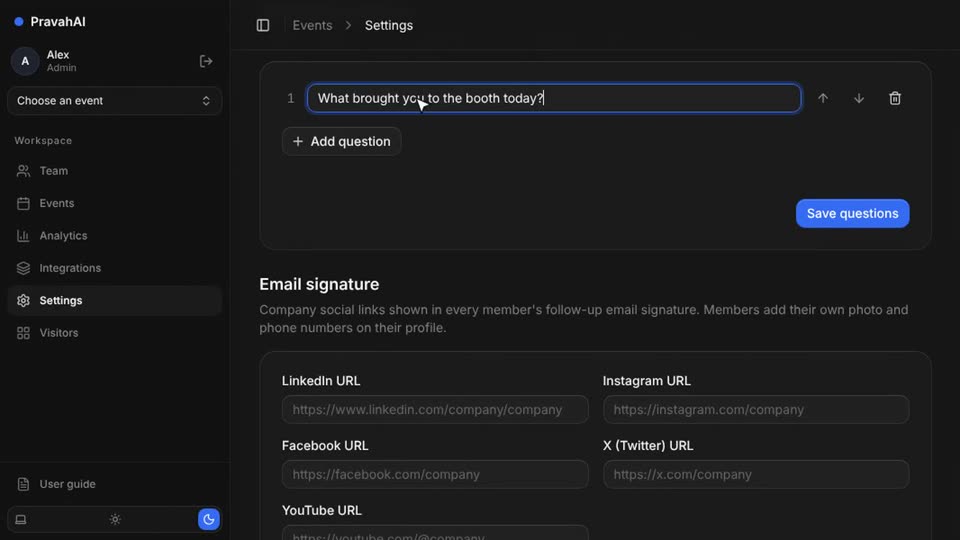 PravahAI
Events > Settings
A
Alex
Admin
Choose an event
Workspace
Team
Events
Analytics
Integrations
Settings
Visitors
User guide
1 What brought you to the booth today?
+ Add question
Save questions
Email signature
Company social links shown in every member's follow-up email signature. Members add their own photo and
phone numbers on their profile.
LinkedIn URL
https://www.linkedin.com/company/company
Instagram URL
https://instagram.com/company
Facebook URL
https://facebook.com/company
X (Twitter) URL
https://x.com/company
YouTube URL
https://youtube.com/@company